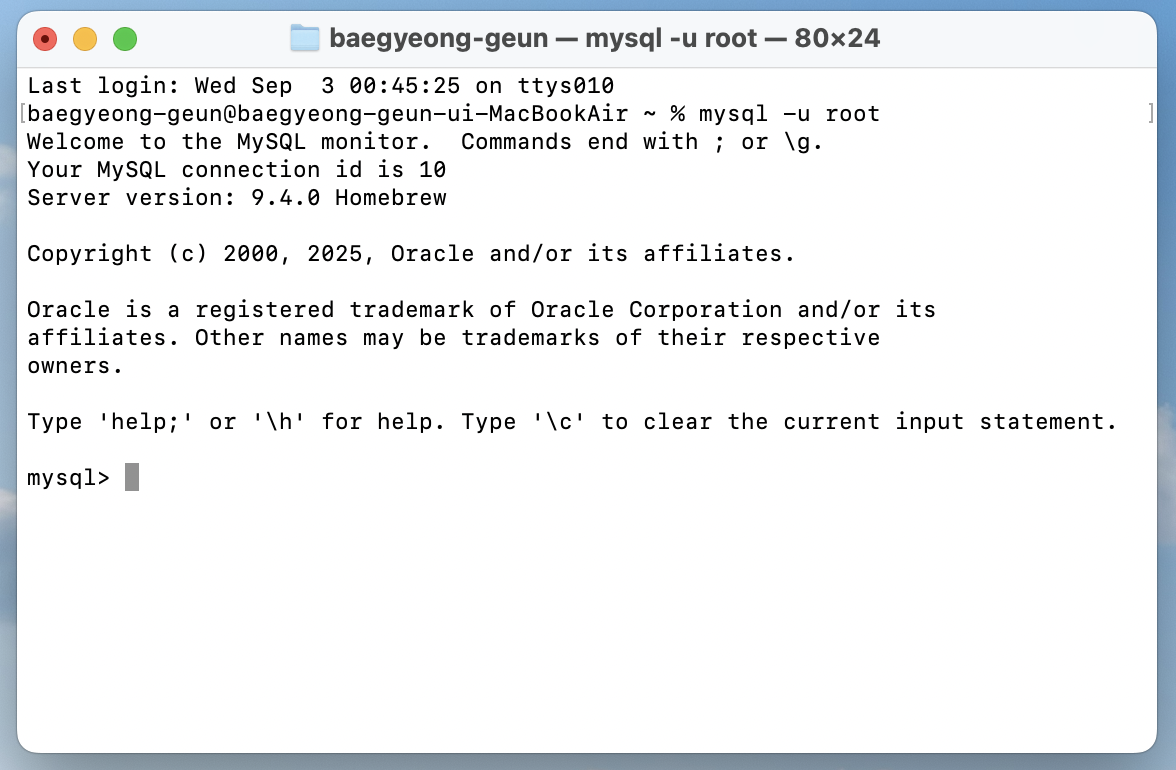 baegyeong-geun — mysql -u root — 80×24
Last login: Wed Sep  3 00:45:25 on ttys010
[baegyeong-geun@baegyeong-geun-ui-MacBookAir ~ % mysql -u root ]
Welcome to the MySQL monitor.  Commands end with ; or \g.
Your MySQL connection id is 10
Server version: 9.4.0 Homebrew

Copyright (c) 2000, 2025, Oracle and/or its affiliates.

Oracle is a registered trademark of Oracle Corporation and/or its
affiliates. Other names may be trademarks of their respective
owners.

Type 'help;' or '\h' for help. Type '\c' to clear the current input statement.

mysql>